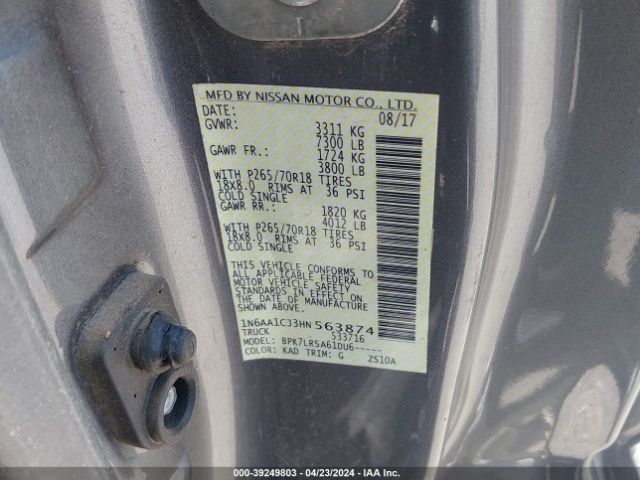 MFD BY NISSAN MOTOR CO., LTD.
DATE: 08/17
GVWR: 3311 KG
7300 LB
GAWR FR.: 1724 KG
3800 LB
WITH P265/70R18 TIRES
18X8.0 RIMS AT 36 PSI
COLD SINGLE
GAWR RR.: 1820 KG
4012 LB
WITH P265/70R18 TIRES
18X8.0 RIMS AT 36 PSI
COLD SINGLE
THIS VEHICLE CONFORMS TO
ALL APPLICABLE FEDERAL
MOTOR VEHICLE SAFETY
STANDARDS IN EFFECT ON
THE DATE OF MANUFACTURE
SHOWN ABOVE.
1N6AA1CJ3HN563874
TRUCK 533716
MODEL: BPK7LRSA61DU6-----
COLOR: KAD TRIM: G ZS10A
000-39249803 - 04/23/2024 - IAA Inc.